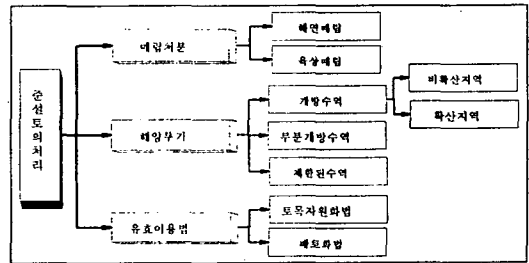 준설토의처리
매립처분
해면매립
육상매립
해양투기
개방수역
비확산지역
확산지역
부분개방수역
제한된수역
유효이용법
토목자원화법
배토화법